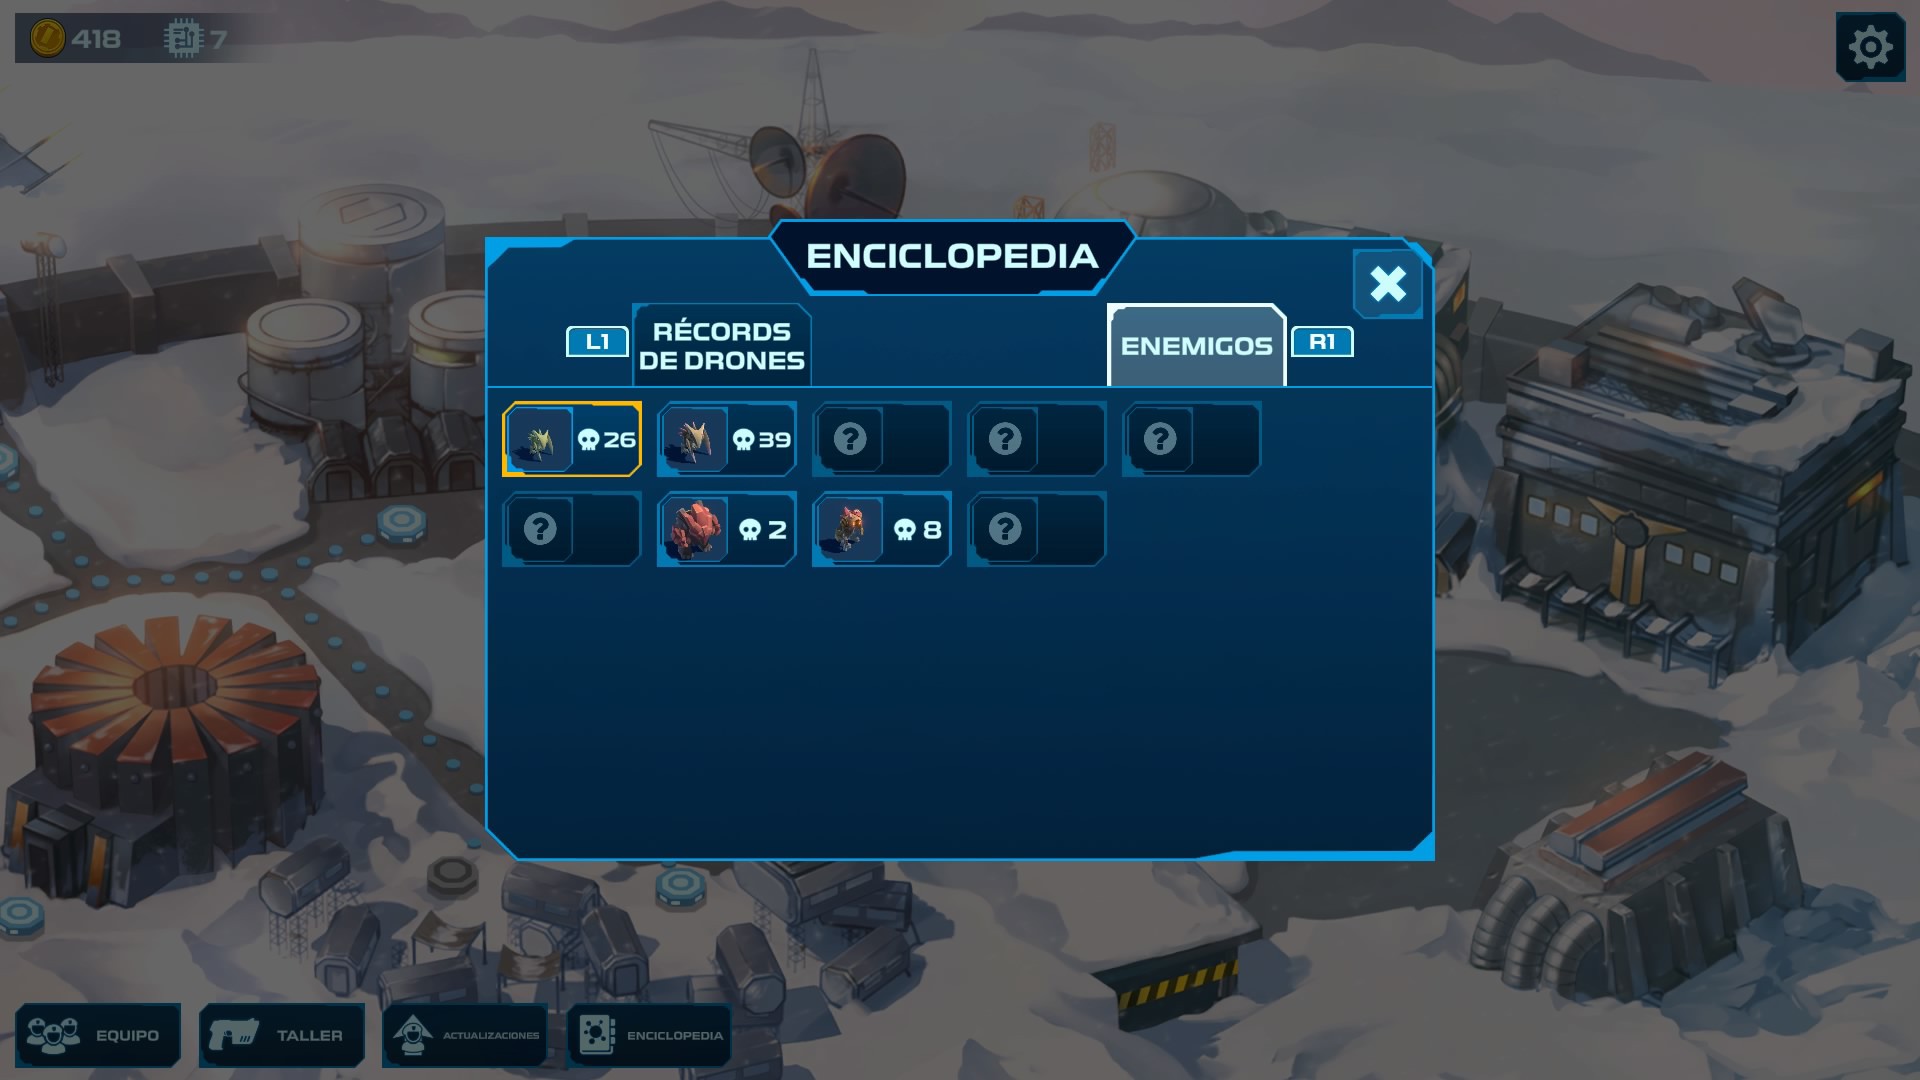 418
7
ENCICLOPEDIA
L1
RÉCORDS
DE DRONES
ENEMIGOS
R1
26
39
?
?
?
?
2
8
?
EQUIPO
TALLER
ACTUALIZACIONES
ENCICLOPEDIA